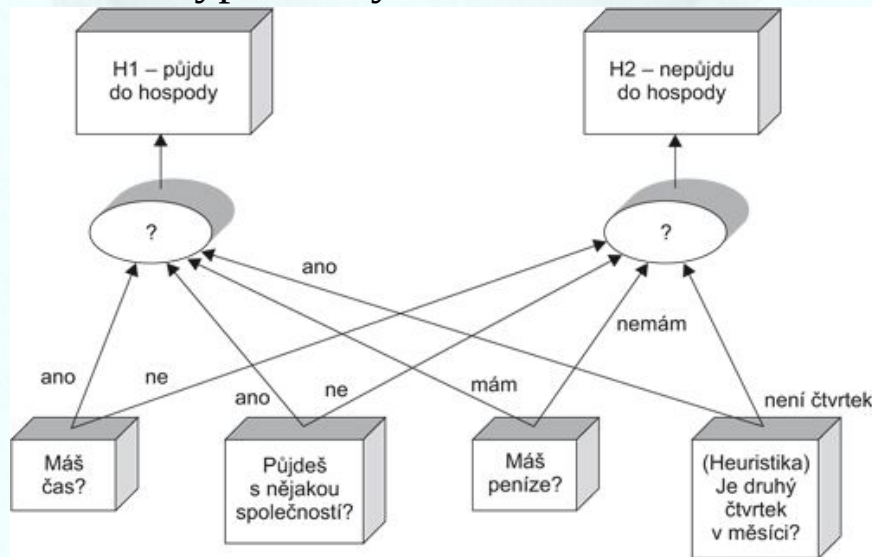 H1 – půjdu
do hospody
H2 – nepůjdu
do hospody
?
?
ano
nemám
ano
ne
ano
ne
mám
není čtvrtek
Máš
čas?
Půjdeš
s nějakou
společností?
Máš
peníze?
(Heuristika)
Je druhý
čtvrtek
v měsíci?